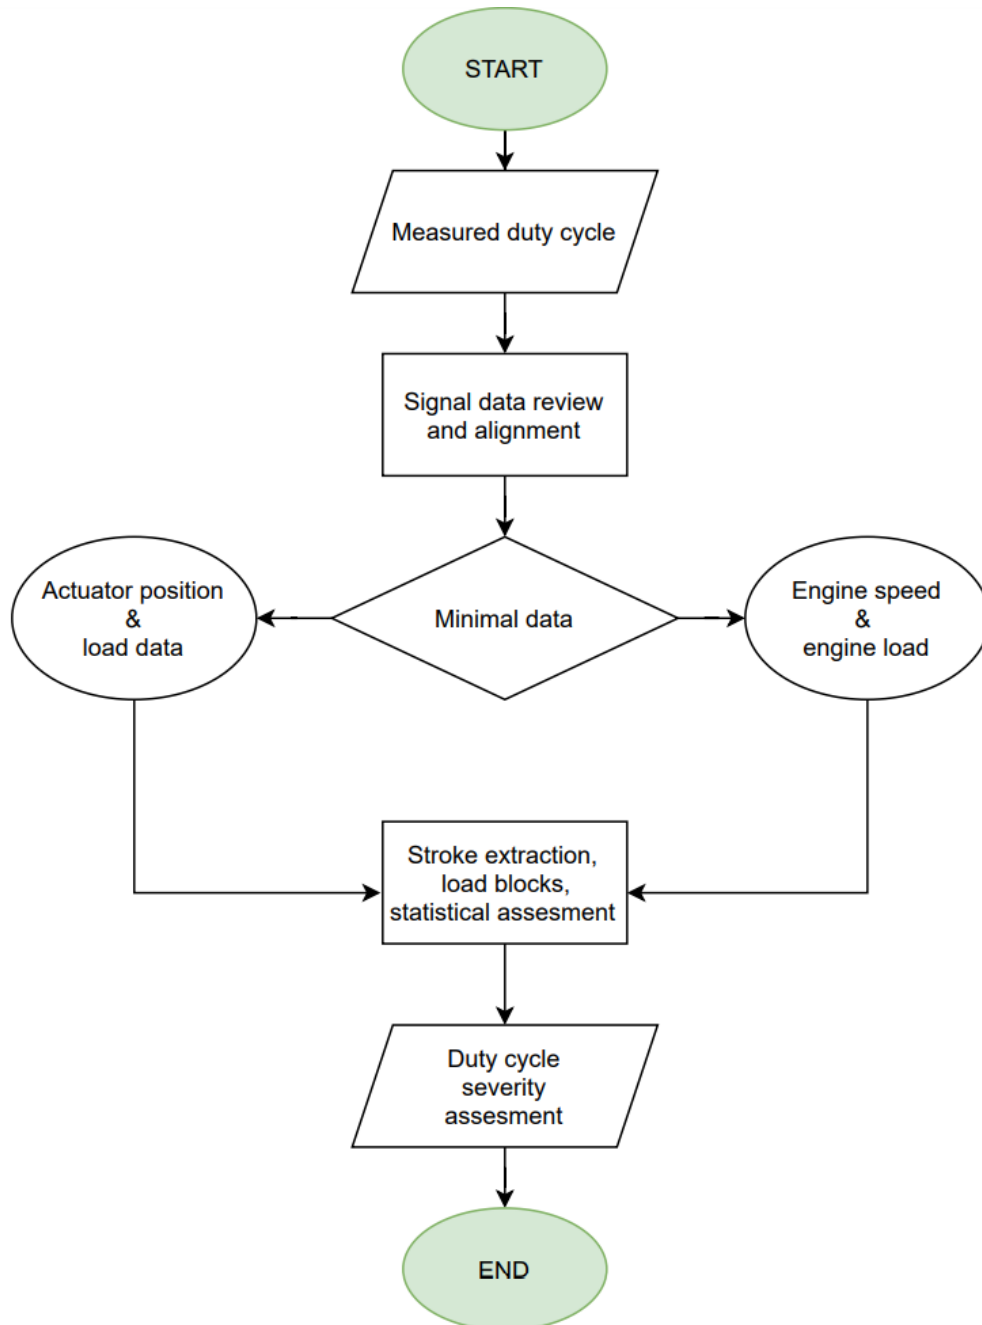 START
Measured duty cycle
Signal data review
and alignment
Minimal data
Actuator position
&
load data
Engine speed
&
engine load
Stroke extraction,
load blocks,
statistical assesment
Duty cycle
severity
assesment
END